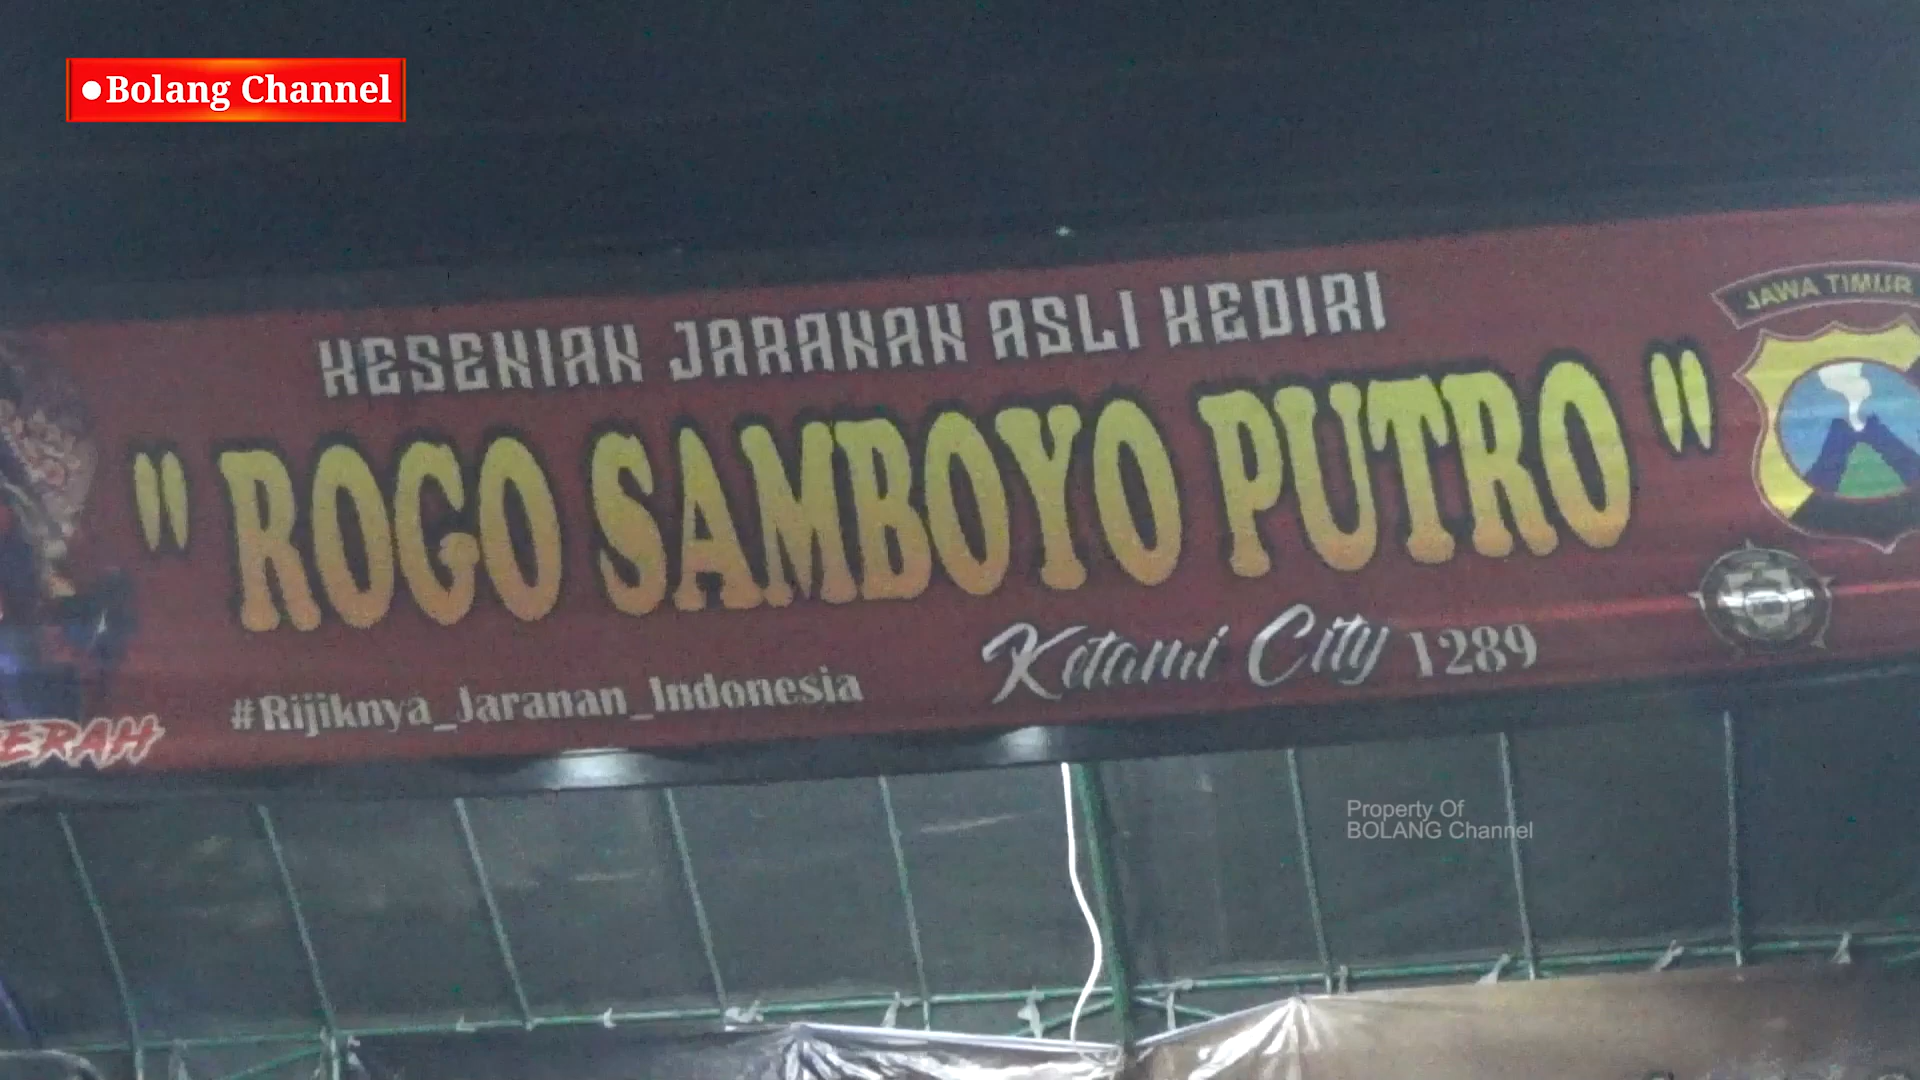 Bolang Channel
KESENIAN JARANAN ASLI KEDIRI
JAWA TIMUR
" ROGO SAMBOYO PUTRO "
Ketami City 1289
#Rijiknya_Jaranan_Indonesia
ERAH
Property Of
BOLANG Channel